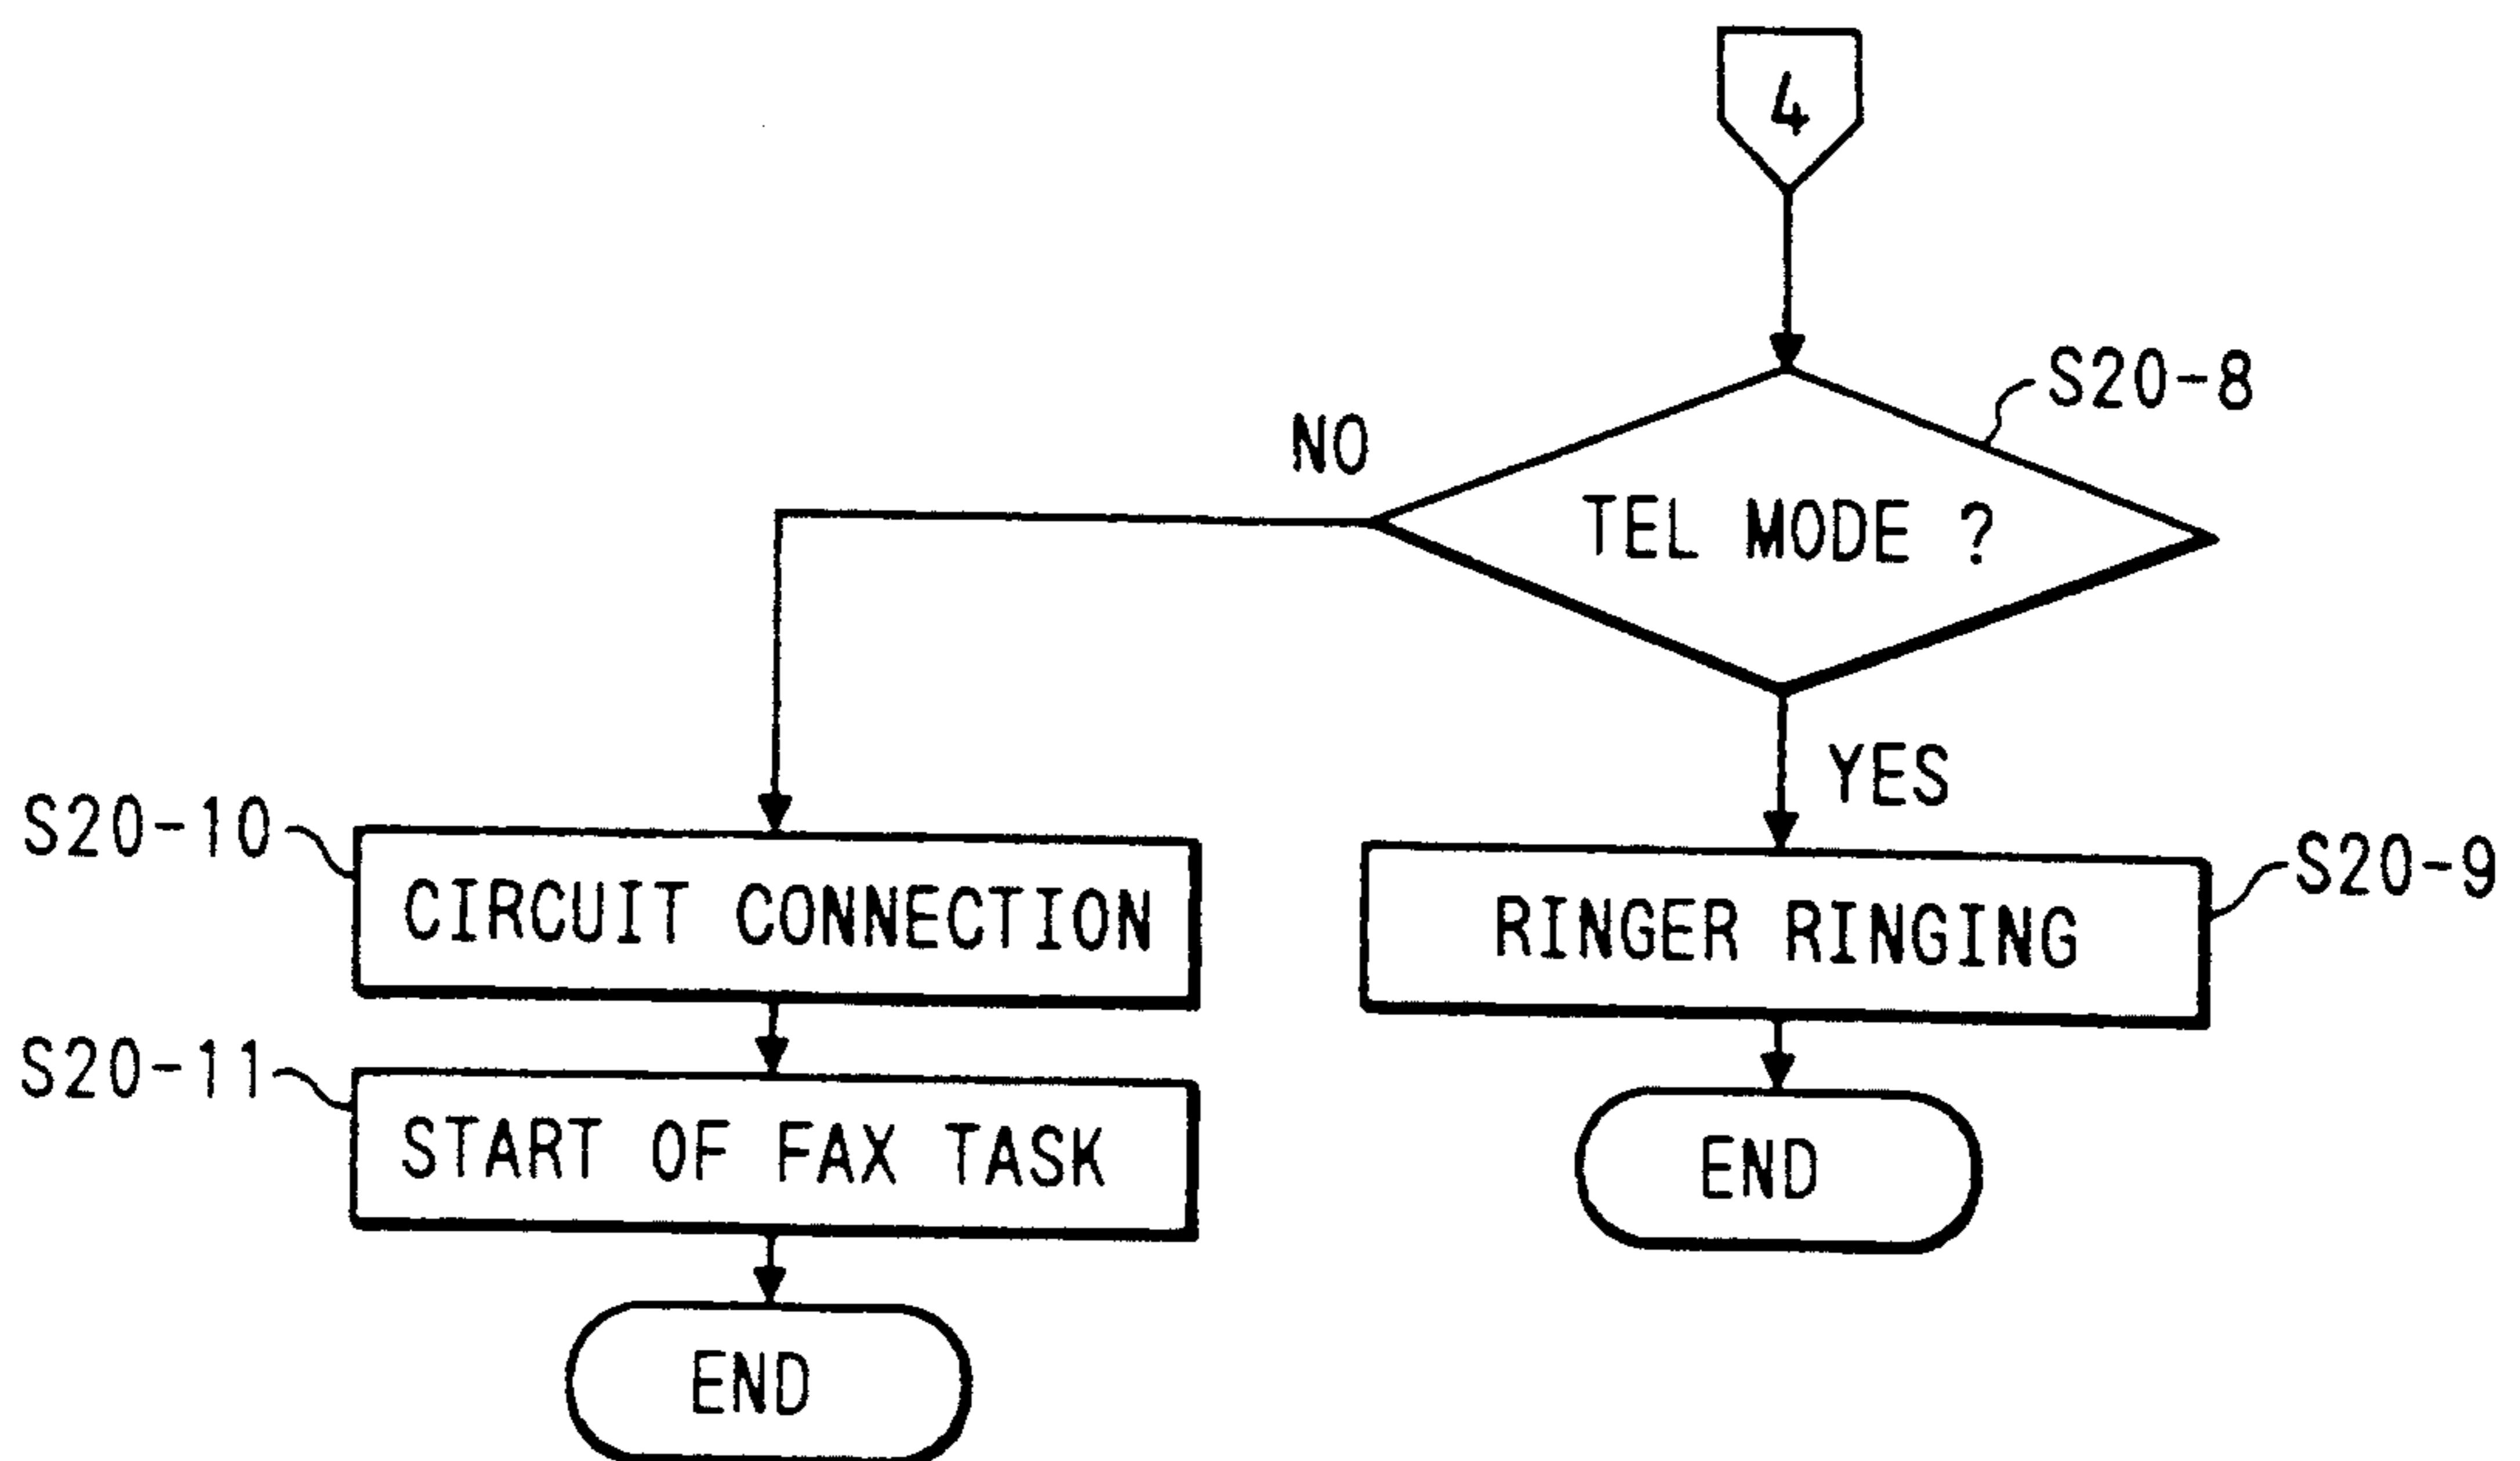 4
S20-8
NO
TEL MODE ?
YES
S20-10
CIRCUIT CONNECTION
RINGER RINGING
S20-9
S20-11
START OF FAX TASK
END
END